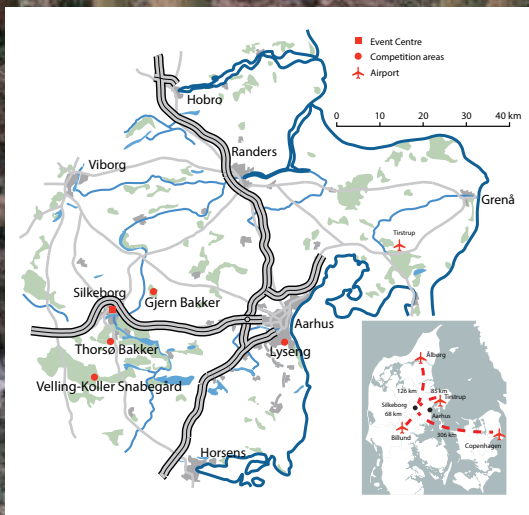 Event Centre
Competition areas
Airport
0 10 20 30 40 km
Hobro
Randers
Viborg
Grenå
Tirstrup
Silkeborg
Gjern Bakker
Aarhus
Thorsø Bakker
Lyseng
Velling-Koller Snabegård
Horsens
Ålborg
126 km
85 km
Tirstrup
Silkeborg
68 km
Aarhus
306 km
Billund
Copenhagen